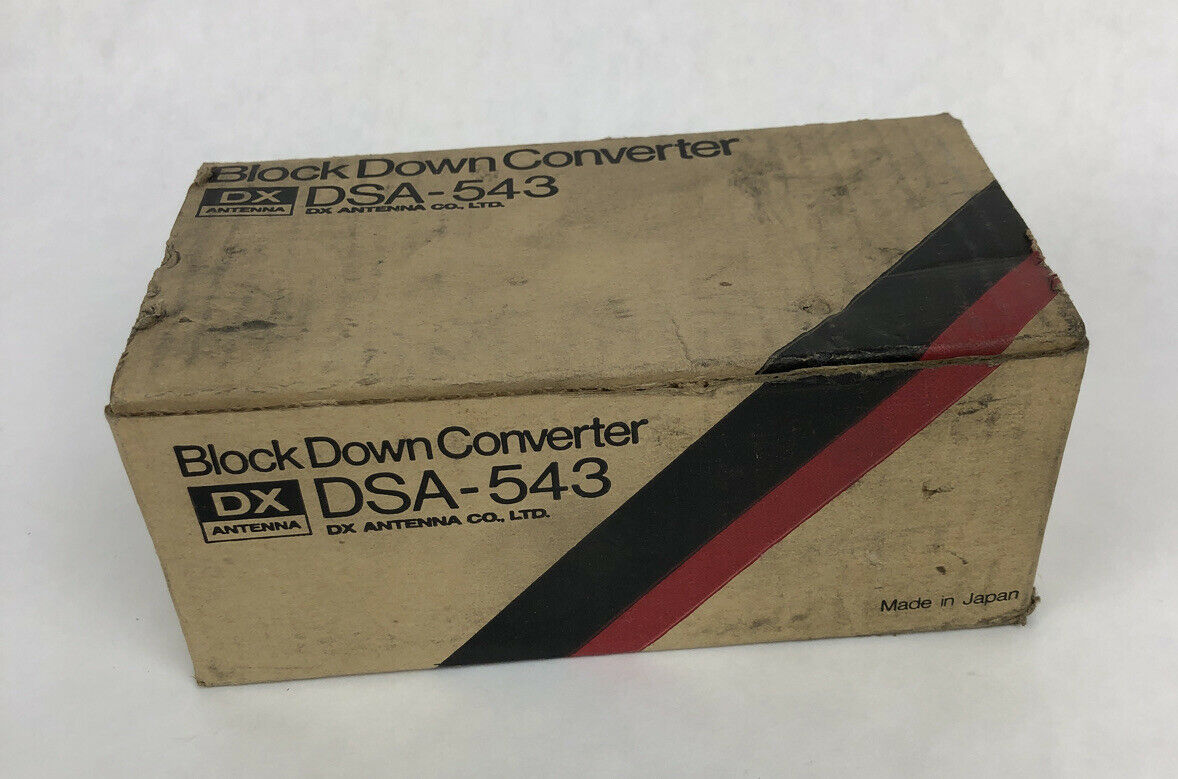 Block Down Converter
DX
ANTENNA
DSA-543
DX ANTENNA CO., LTD.
Block Down Converter
DX
ANTENNA
DSA-543
DX ANTENNA CO., LTD.
Made in Japan